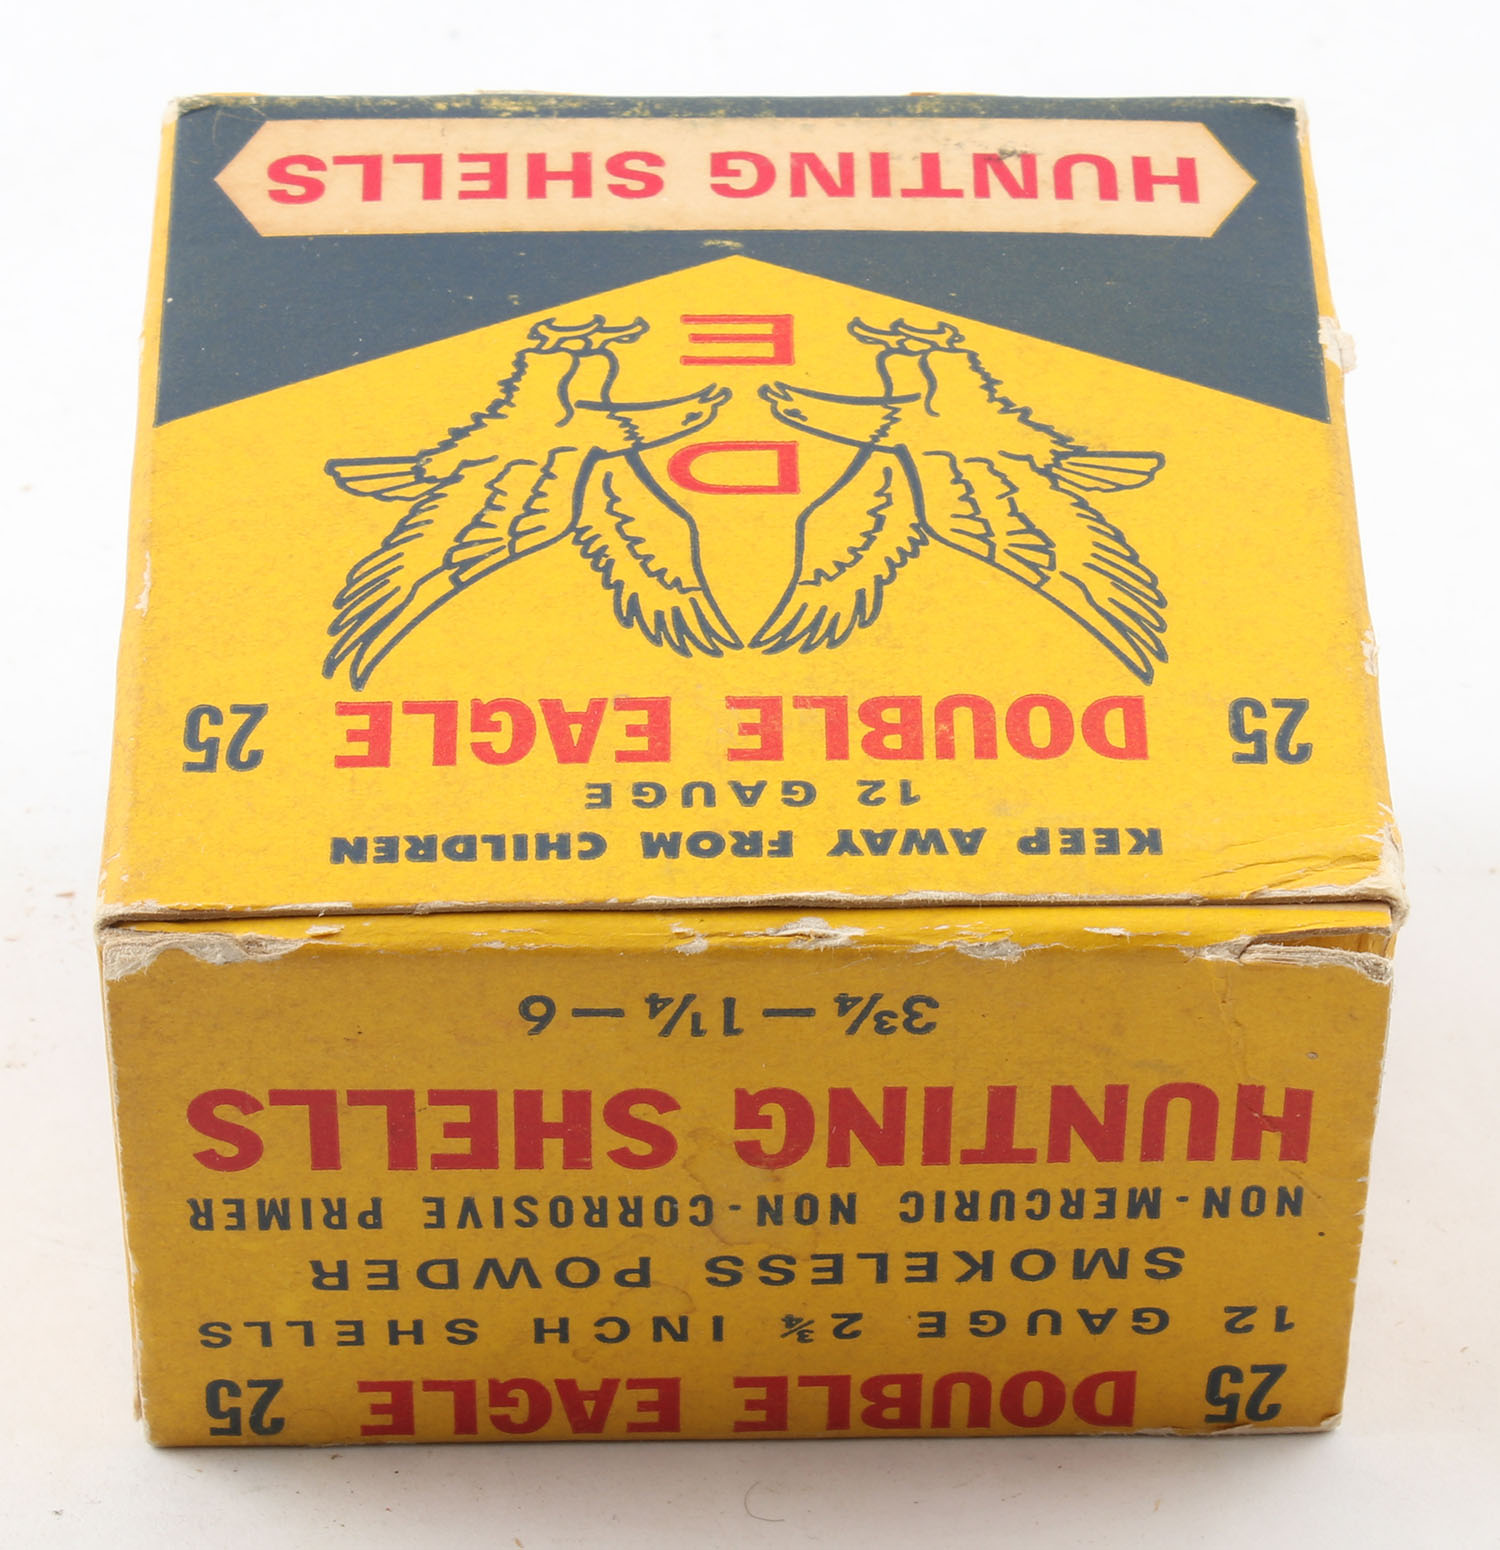 25 DOUBLE EAGLE 25
12 GAUGE 2¾ INCH SHELLS
SMOKELESS POWDER
NON-MERCURIC NON-CORROSIVE PRIMER
HUNTING SHELLS
3¾ – 1¼ – 6
KEEP AWAY FROM CHILDREN
12 GAUGE
25 DOUBLE EAGLE 25
D
E
HUNTING SHELLS